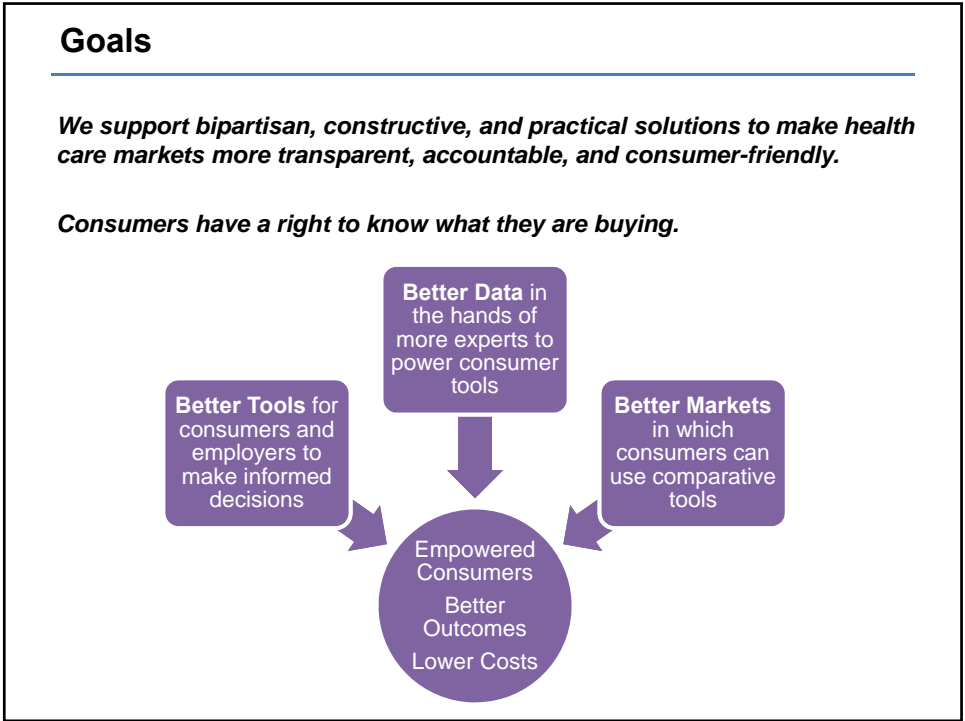 Goals
We support bipartisan, constructive, and practical solutions to make health
care markets more transparent, accountable, and consumer-friendly.
Consumers have a right to know what they are buying.
Better Data in
the hands of
more experts to
power consumer
tools
Better Tools for
consumers and
employers to
make informed
decisions
Better Markets
in which
consumers can
use comparative
tools
Empowered
Consumers
Better
Outcomes
Lower Costs